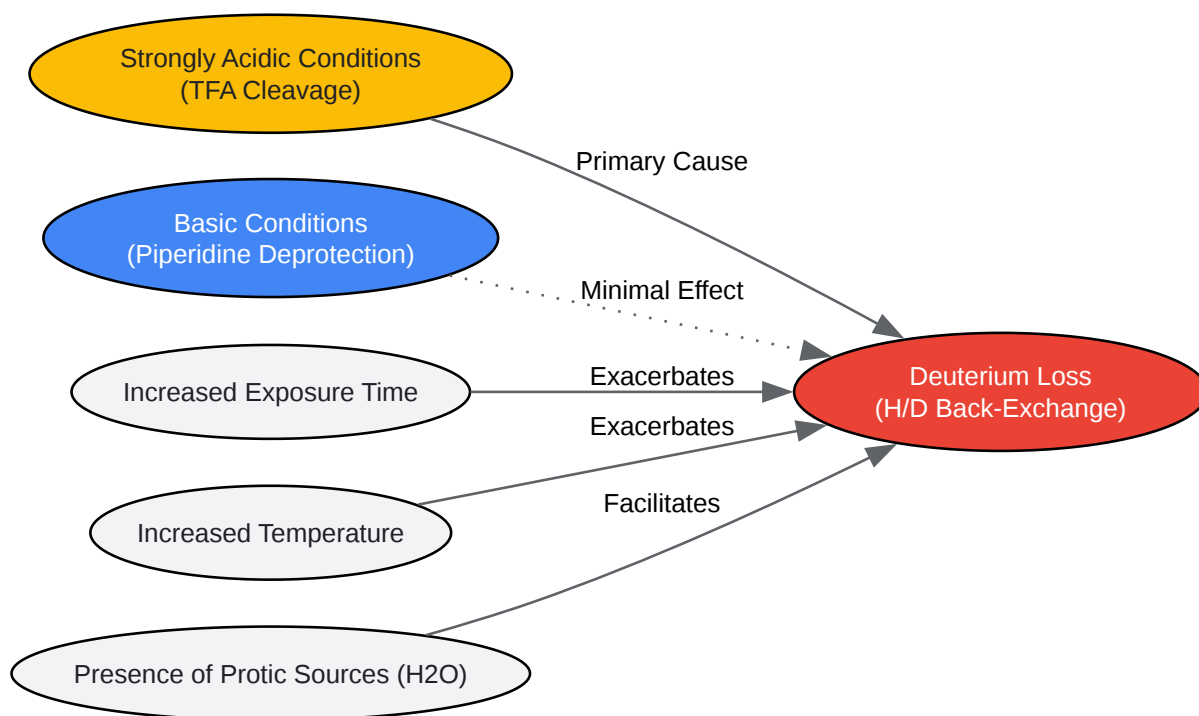 Strongly Acidic Conditions
(TFA Cleavage)
Primary Cause
Basic Conditions
(Piperidine Deprotection)
Minimal Effect
Increased Exposure Time
Exacerbates
Deuterium Loss
(H/D Back-Exchange)
Exacerbates
Increased Temperature
Facilitates
Presence of Protic Sources (H2O)